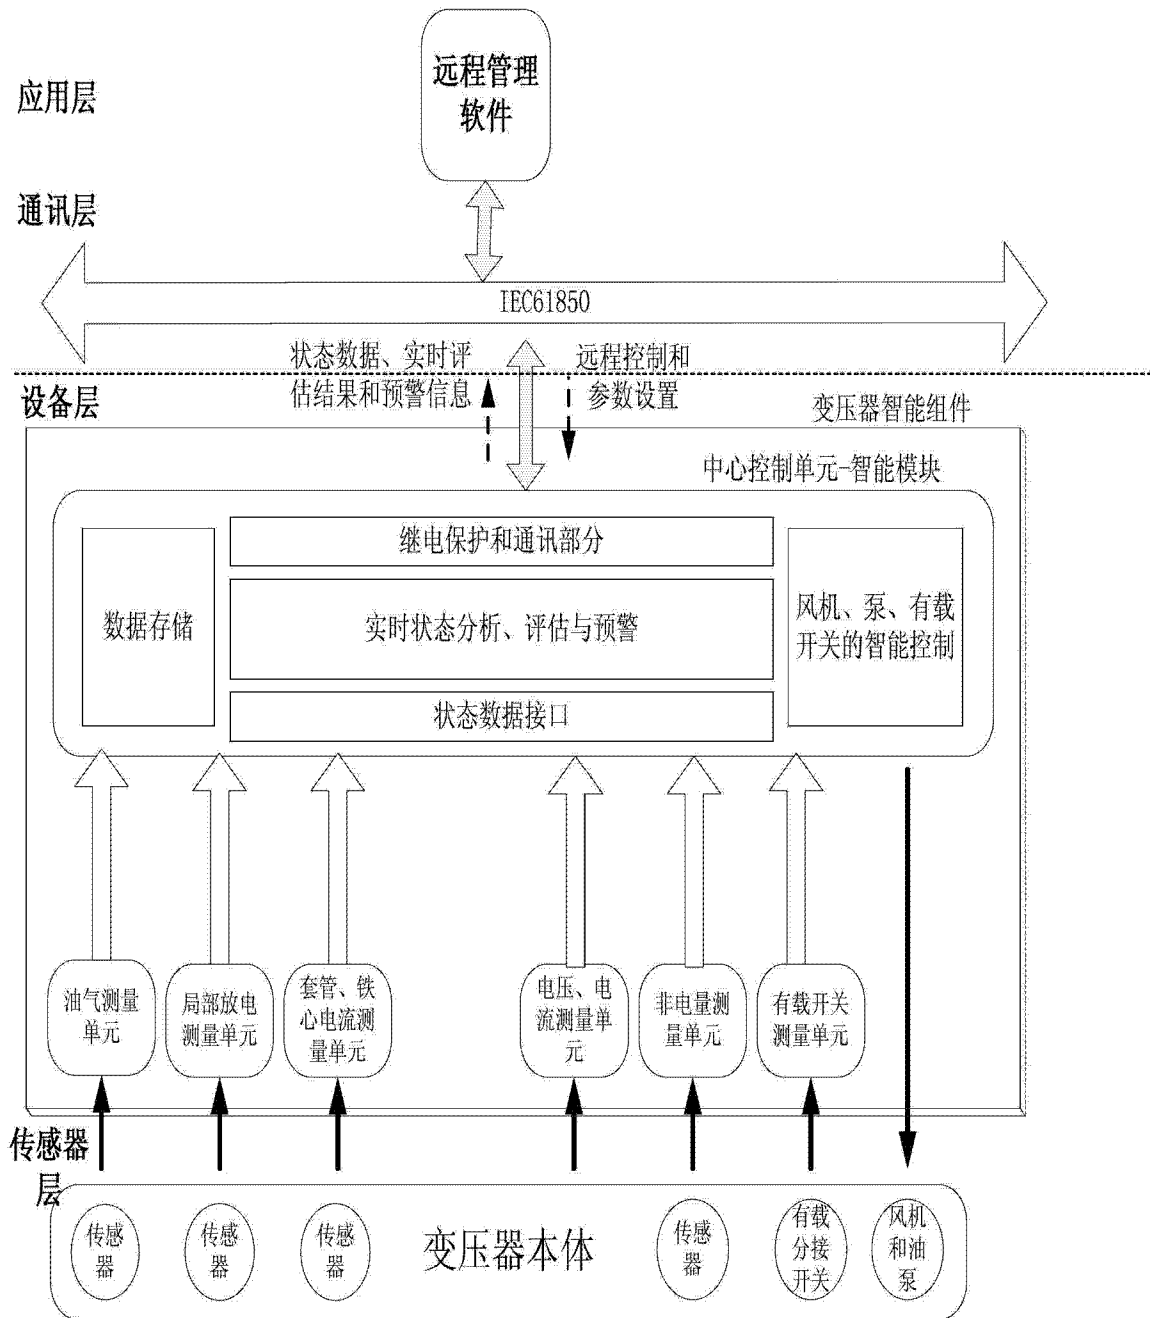 远程管理
软件
应用层
通讯层
IEC61850
状态数据、实时评
估结果和预警信息
远程控制和
参数设置
设备层
变压器智能组件
中心控制单元-智能模块
数据存储
继电保护和通讯部分
实时状态分析、评估与预警
状态数据接口
风机、泵、有载
开关的智能控制
油气测量
单元
局部放电
测量单元
套管、铁
心电流测
量单元
电压、电
流测量单
元
非电量测
量单元
有载开关
测量单元
传感器
层
传感
器
传感
器
传感
器
变压器本体
传感
器
有载
分接
开关
风机
和油
泵